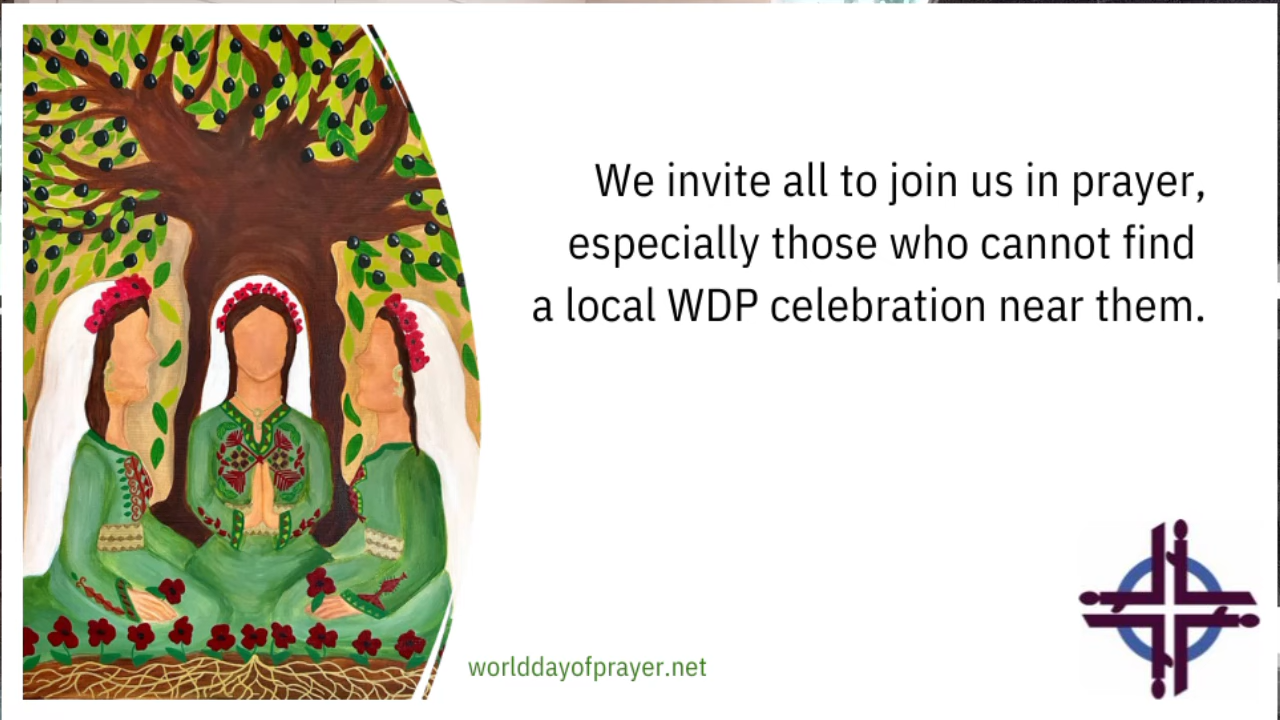 We invite all to join us in prayer,
especially those who cannot find
a local WDP celebration near them.
worlddayofprayer.net